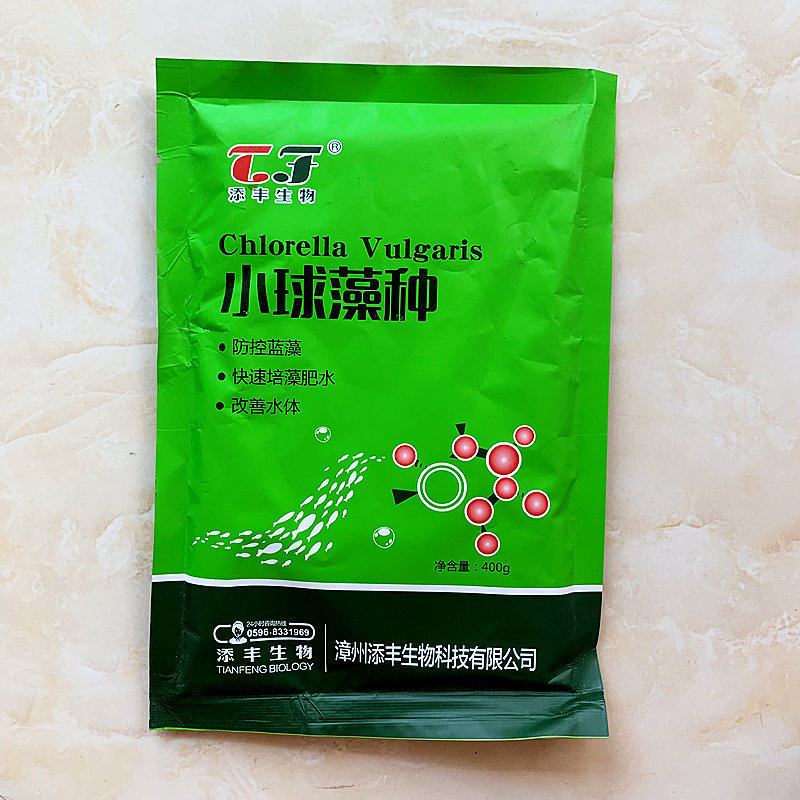 TF®
添丰生物
Chlorella Vulgaris
小球藻种
• 防控蓝藻
• 快速培藻肥水
• 改善水体
净含量：400g
24小时咨询热线
0596-8331969
添丰生物
TIANFENG BIOLOGY
漳州添丰生物科技有限公司